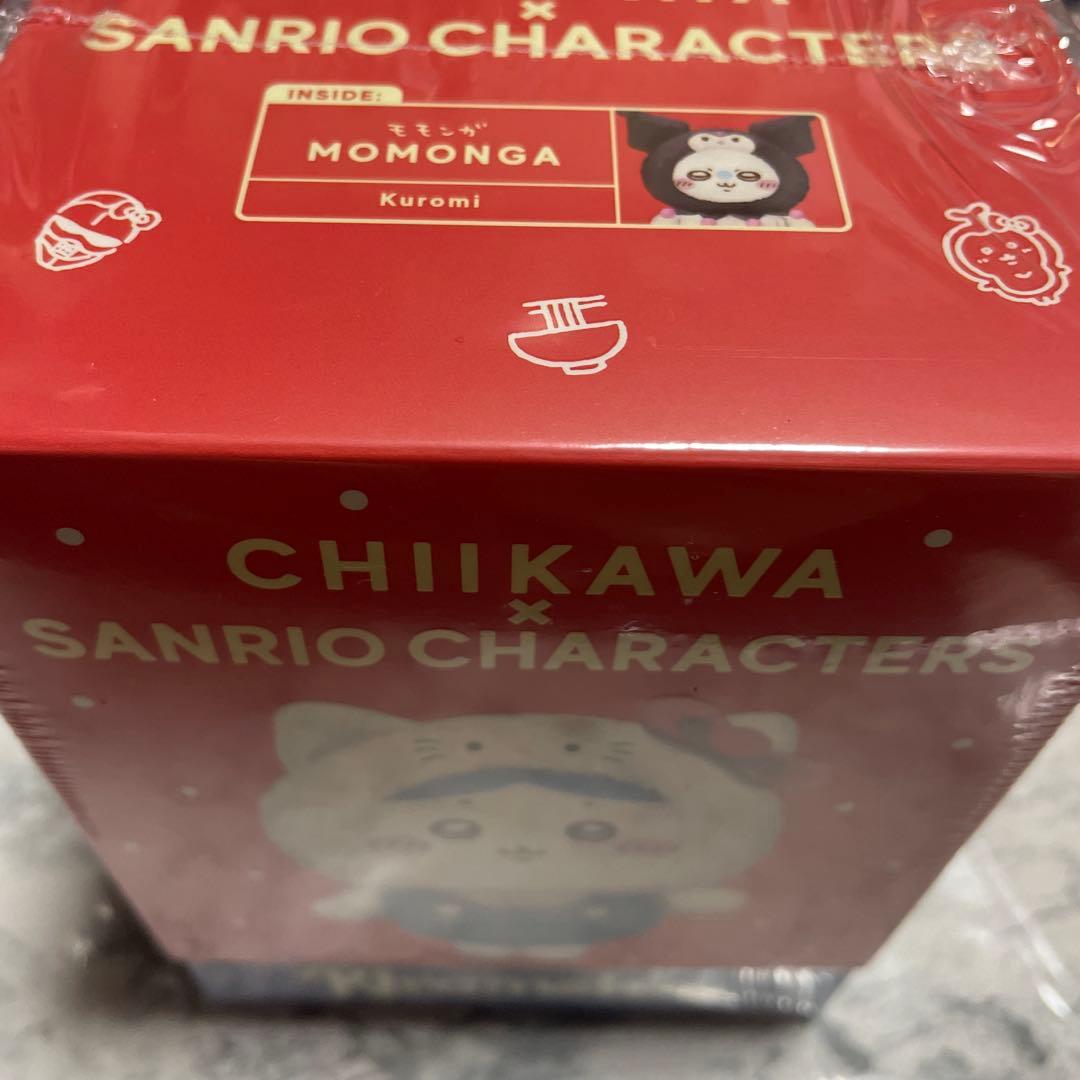 ×
SANRIO CHARACTERS
INSIDE:
モモンガ
MOMONGA
Kuromi
CHIIKAWA
×
SANRIO CHARACTERS